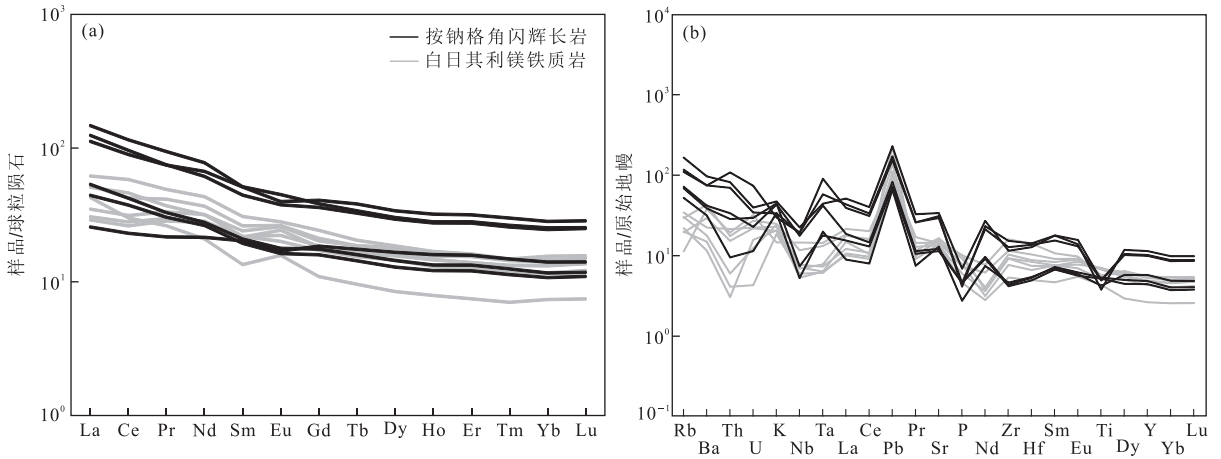 (a)
按钠格角闪辉长岩
白日其利镁铁质岩
样品/球粒陨石
10³
10²
10¹
10⁰
La Ce Pr Nd Sm Eu Gd Tb Dy Ho Er Tm Yb Lu
(b)
样品/原始地幔
10⁴
10³
10²
10¹
10⁰
10⁻¹
Rb Th K Ta Ce Pr P Zr Sm Ti Y Lu
Ba U Nb La Pb Sr Nd Hf Eu Dy Yb